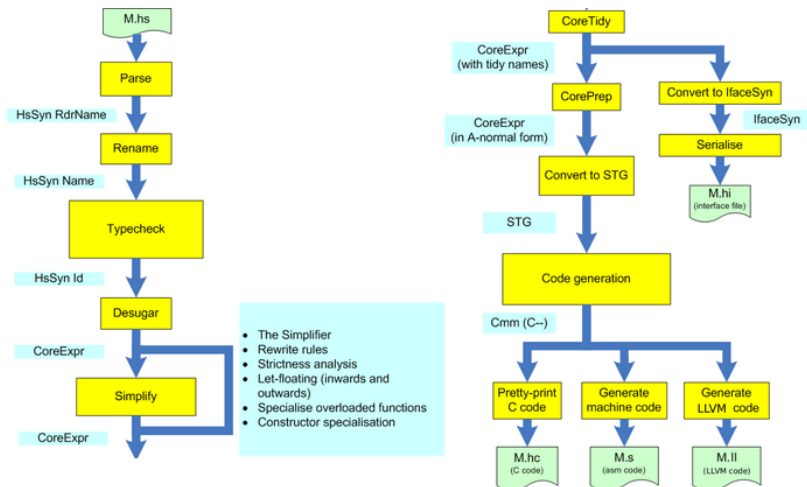 M.hs
Parse
HsSyn RdrName
Rename
HsSyn Name
Typecheck
HsSyn Id
Desugar
CoreExpr
Simplify
CoreExpr
• The Simplifier
• Rewrite rules
• Strictness analysis
• Let-floating (inwards and
outwards)
• Specialise overloaded functions
• Constructor specialisation
CoreTidy
CoreExpr
(with tidy names)
CorePrep
Convert to IfaceSyn
CoreExpr
(in A-normal form)
IfaceSyn
Serialise
Convert to STG
M.hi
(interface file)
STG
Code generation
Cmm (C--)
Pretty-print
C code
Generate
machine code
Generate
LLVM code
M.hc
(C code)
M.s
(asm code)
M.ll
(LLVM code)